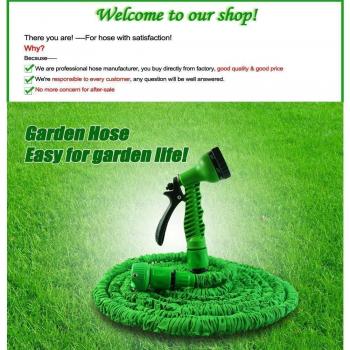 Welcome to our shop!
There you are! ----For hose with satisfaction!
Why?
Because----
We are professional hose manufacturer, you buy directly from factory, good quality & good price
We're responsible to every customer, any question will be well answered.
No more concern for after-sale
Garden Hose
Easy for garden life!